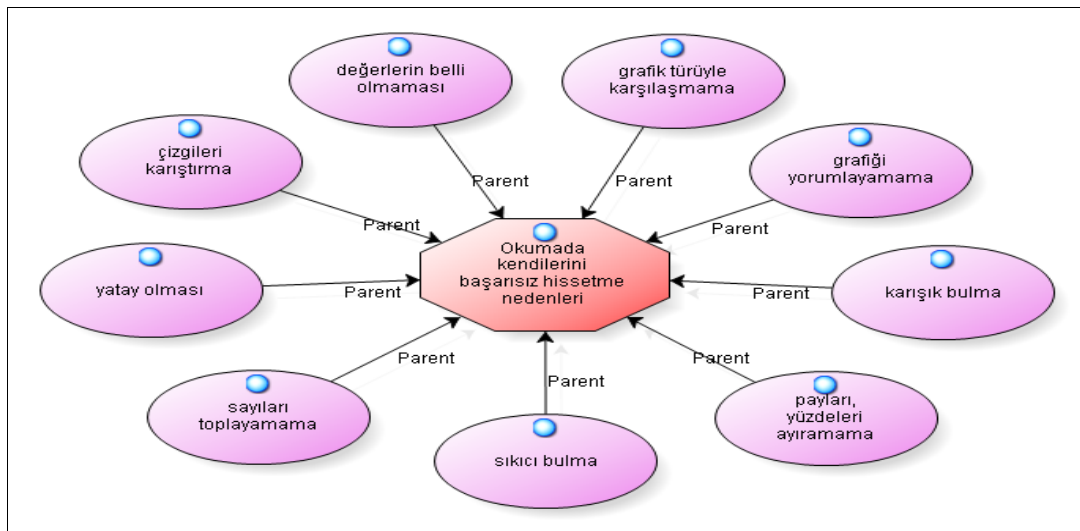 değerlerin belli
olmaması
grafik türüyle
karşılaşmama
çizgileri
karıştırma
grafiği
yorumlayamama
Parent
Parent
Parent
Parent
Okumada
kendilerini
başarısız hissetme
nedenleri
yatay olması
Parent
Parent
karışık bulma
Parent
Parent
Parent
sayıları
toplayamama
payları,
yüzdeleri
ayıramama
sıkıcı bulma